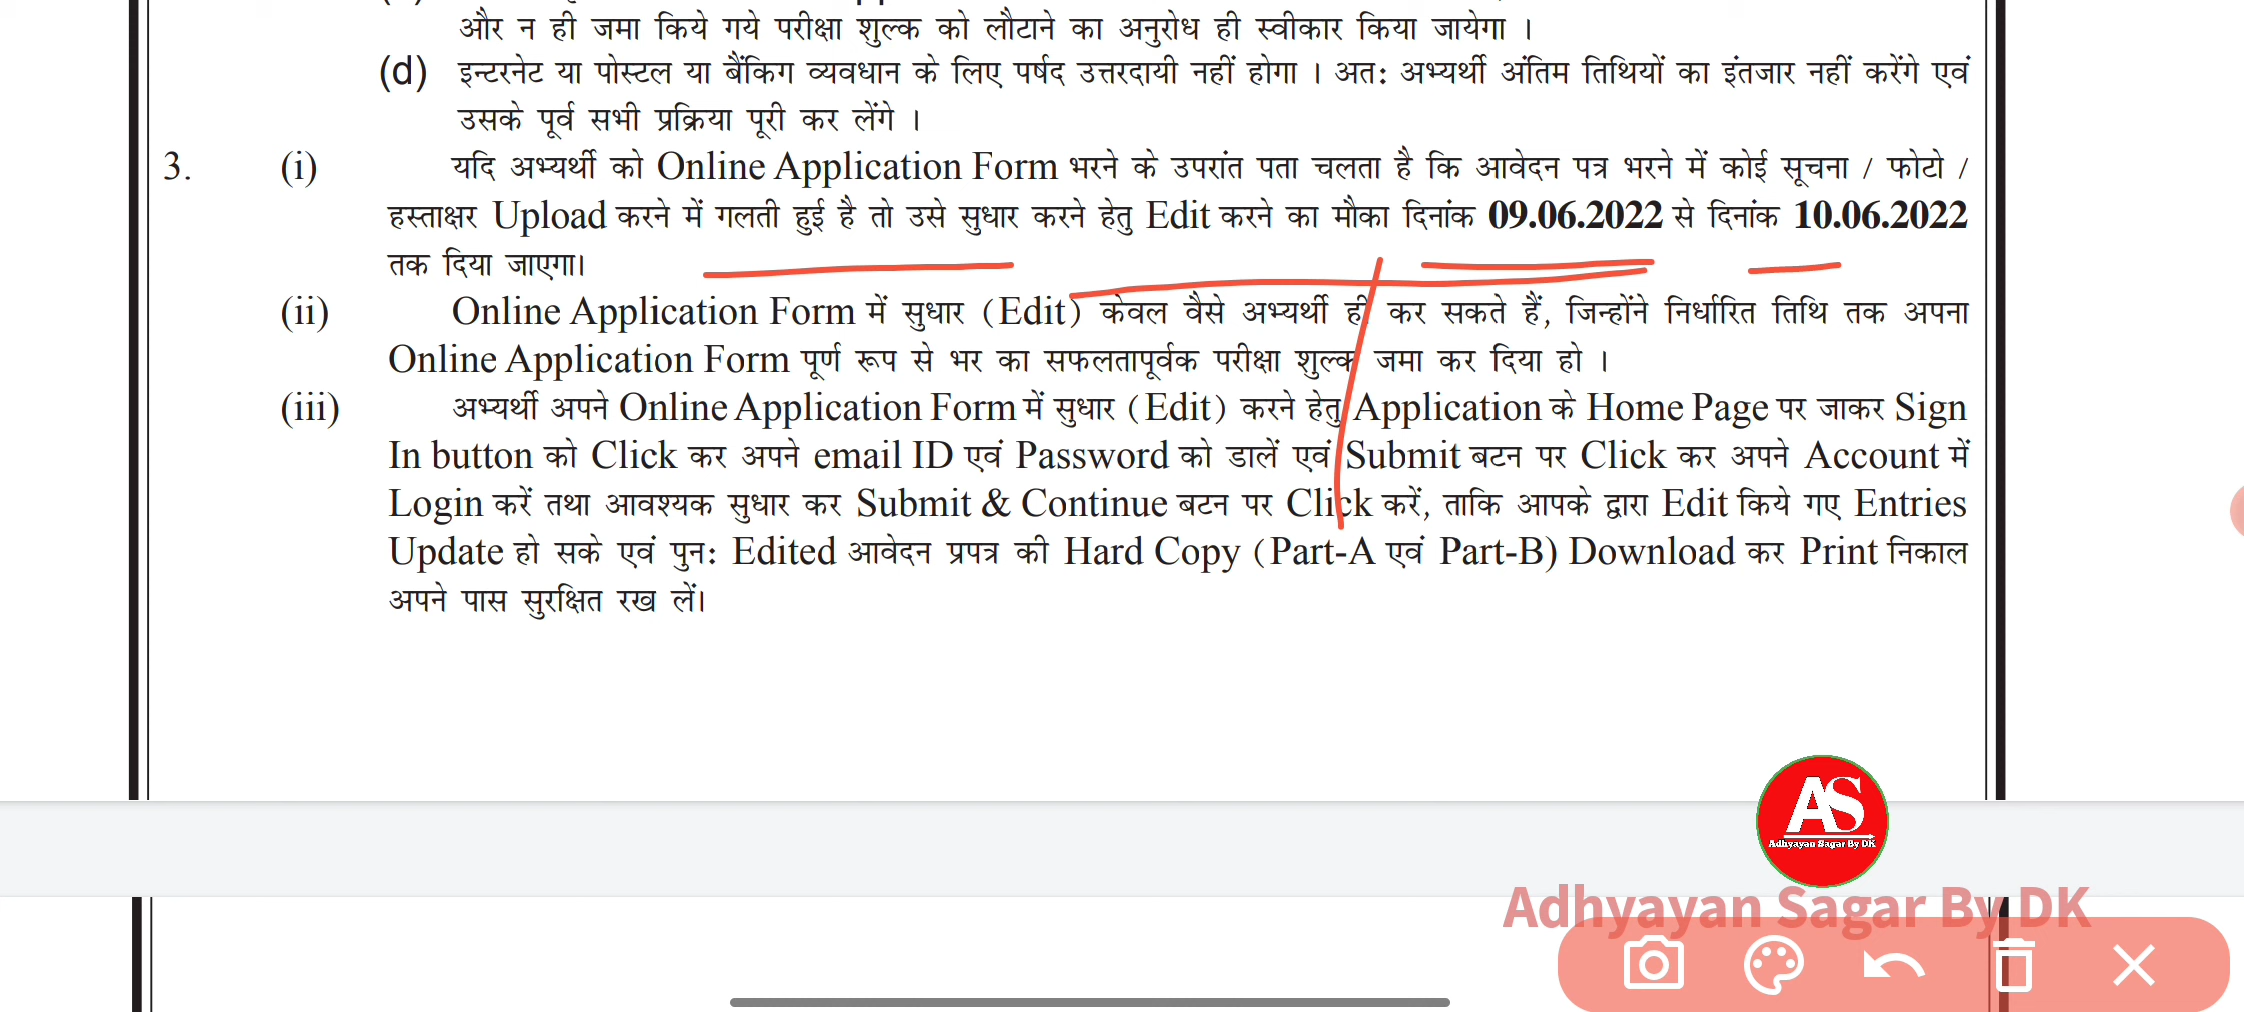 और न ही जमा किये गये परीक्षा शुल्क को लौटाने का अनुरोध ही स्वीकार किया जायेगा ।
(d) इन्टरनेट या पोस्टल या बैंकिग व्यवधान के लिए पर्षद उत्तरदायी नहीं होगा । अतः अभ्यर्थी अंतिम तिथियों का इंतजार नहीं करेंगे एवं
उसके पूर्व सभी प्रक्रिया पूरी कर लेंगे ।
3. (i) यदि अभ्यर्थी को Online Application Form भरने के उपरांत पता चलता है कि आवेदन पत्र भरने में कोई सूचना / फोटो /
हस्ताक्षर Upload करने में गलती हुई है तो उसे सुधार करने हेतु Edit करने का मौका दिनांक 09.06.2022 से दिनांक 10.06.2022
तक दिया जाएगा।
(ii) Online Application Form में सुधार (Edit) केवल वैसे अभ्यर्थी ही कर सकते हैं, जिन्होंने निर्धारित तिथि तक अपना
Online Application Form पूर्ण रूप से भर का सफलतापूर्वक परीक्षा शुल्क जमा कर दिया हो ।
(iii) अभ्यर्थी अपने Online Application Form में सुधार (Edit) करने हेतु Application के Home Page पर जाकर Sign
In button को Click कर अपने email ID एवं Password को डालें एवं Submit बटन पर Click कर अपने Account में
Login करें तथा आवश्यक सुधार कर Submit & Continue बटन पर Click करें, ताकि आपके द्वारा Edit किये गए Entries
Update हो सके एवं पुनः Edited आवेदन प्रपत्र की Hard Copy (Part-A एवं Part-B) Download कर Print निकाल
अपने पास सुरक्षित रख लें।
AS
Adhyayan Sagar By DK
Adhyayan Sagar By DK